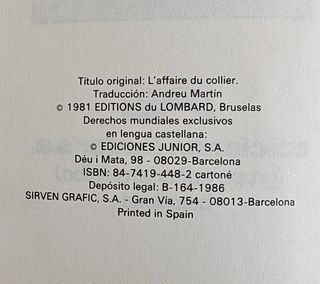 Título original: L'affaire du collier.
Traducción: Andreu Martín
© 1981 EDITIONS du LOMBARD, Bruselas
Derechos mundiales exclusivos
en lengua castellana:
© EDICIONES JUNIOR, S.A.
Déu i Mata, 98 - 08029-Barcelona
ISBN: 84-7419-448-2 cartoné
Depósito legal: B-164-1986
SIRVEN GRAFIC, S.A. - Gran Vía, 754 - 08013-Barcelona
Printed in Spain